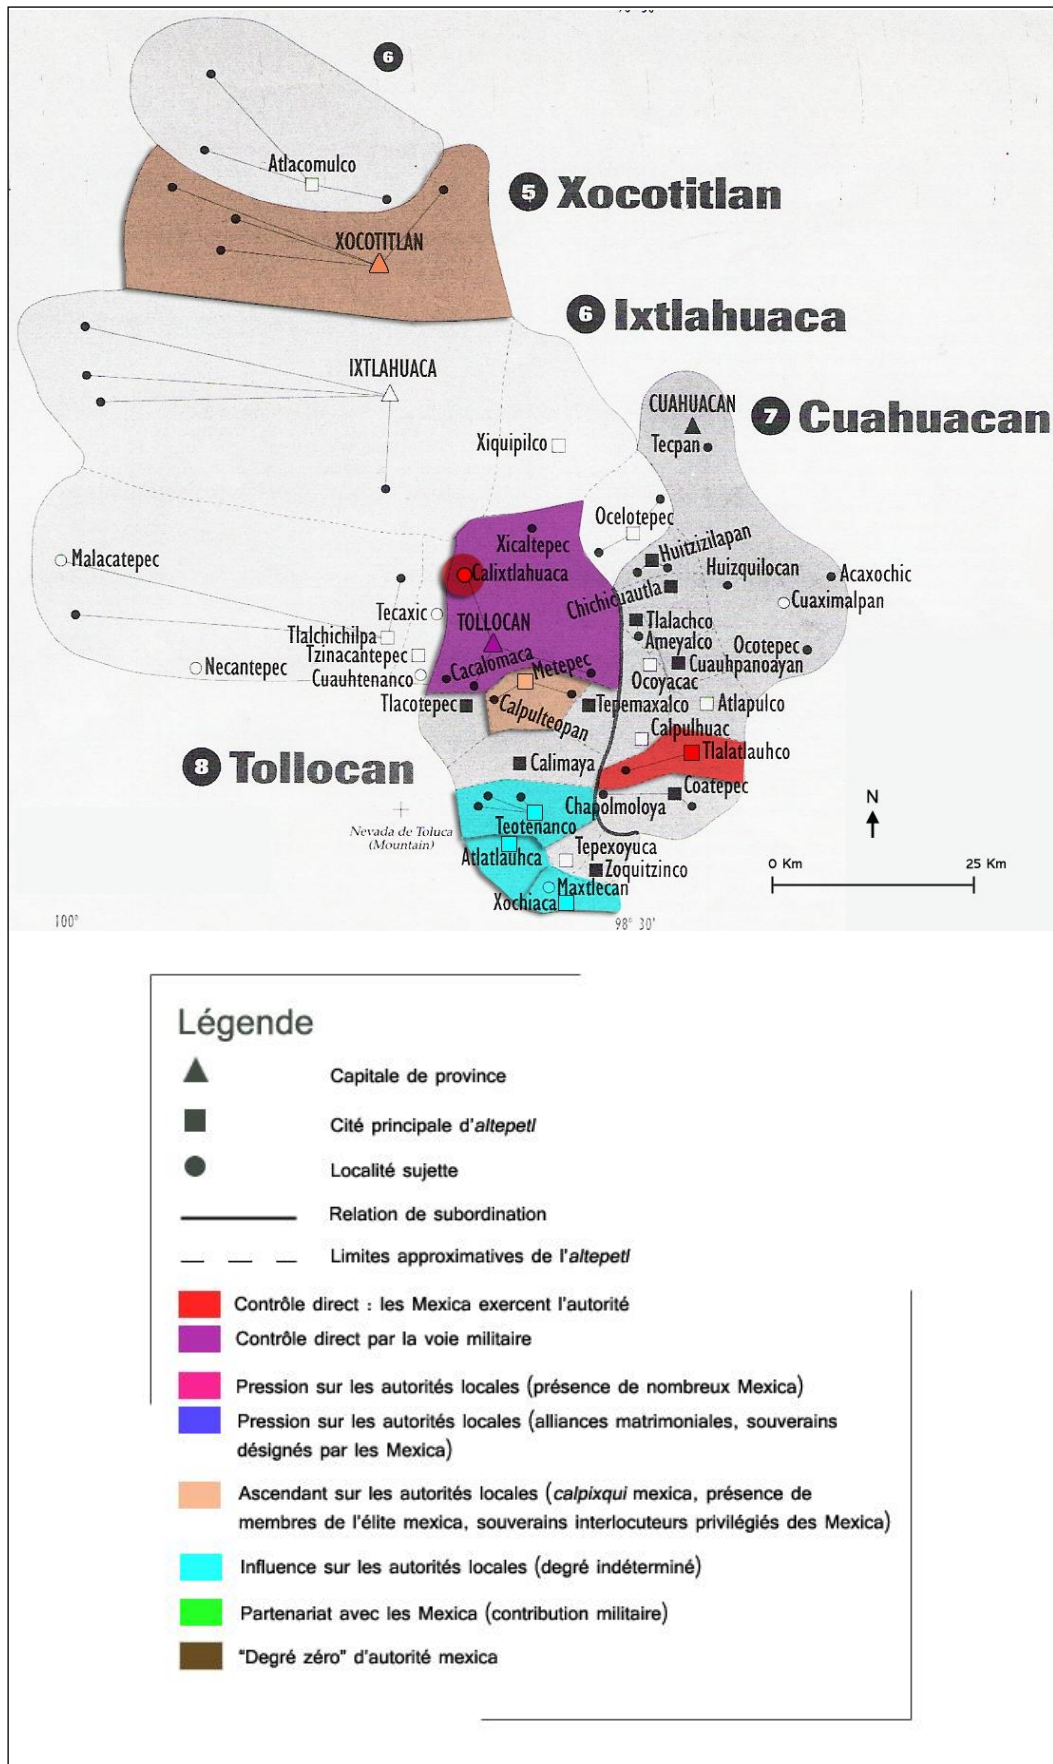 6
Atlacomulco
5 Xocotitlan
XOCOTITLAN
6 Ixtlahuaca
IXTLAHUACA
CUAHUACAN
7 Cuahuacan
Tecpan
Xiquipilco
Ocelotepec
Xicaltepec
Huitzizilapan
Malacatepec
Calixtlahuaca
Huizquilocan
Acaxochic
Chichicuautla
Cuaximalpan
Tecaxic
TOLLOCAN
Tlalachco
Tlalchichilpa
Ameyalco
Ocotepec
Tzinacantepec
Necantepec
Cuauhtenanco
Cacalomaca
Metepec
Cuauhpanoayan
Ocoyacac
Tlacotepec
Calpulteopan
Tepemaxalco
Atlapulco
Calpulhuac
Tlalatlauhco
8 Tollocan
Calimaya
Coatepec
Chapolmoloya
N
Nevada de Toluca
(Mountain)
Teotenanco
Atlatlauhca
Tepexoyuca
Zoquitzinco
0 Km 25 Km
Maxtlecan
Xochiaca
100°
98° 30'
Légende
Capitale de province
Cité principale d'altepetl
Localité sujette
Relation de subordination
Limites approximatives de l'altepetl
Contrôle direct : les Mexica exercent l'autorité
Contrôle direct par la voie militaire
Pression sur les autorités locales (présence de nombreux Mexica)
Pression sur les autorités locales (alliances matrimoniales, souverains
désignés par les Mexica)
Ascendant sur les autorités locales (calpixqui mexica, présence de
membres de l'élite mexica, souverains interlocuteurs privilégiés des Mexica)
Influence sur les autorités locales (degré indéterminé)
Partenariat avec les Mexica (contribution militaire)
"Degré zéro" d'autorité mexica